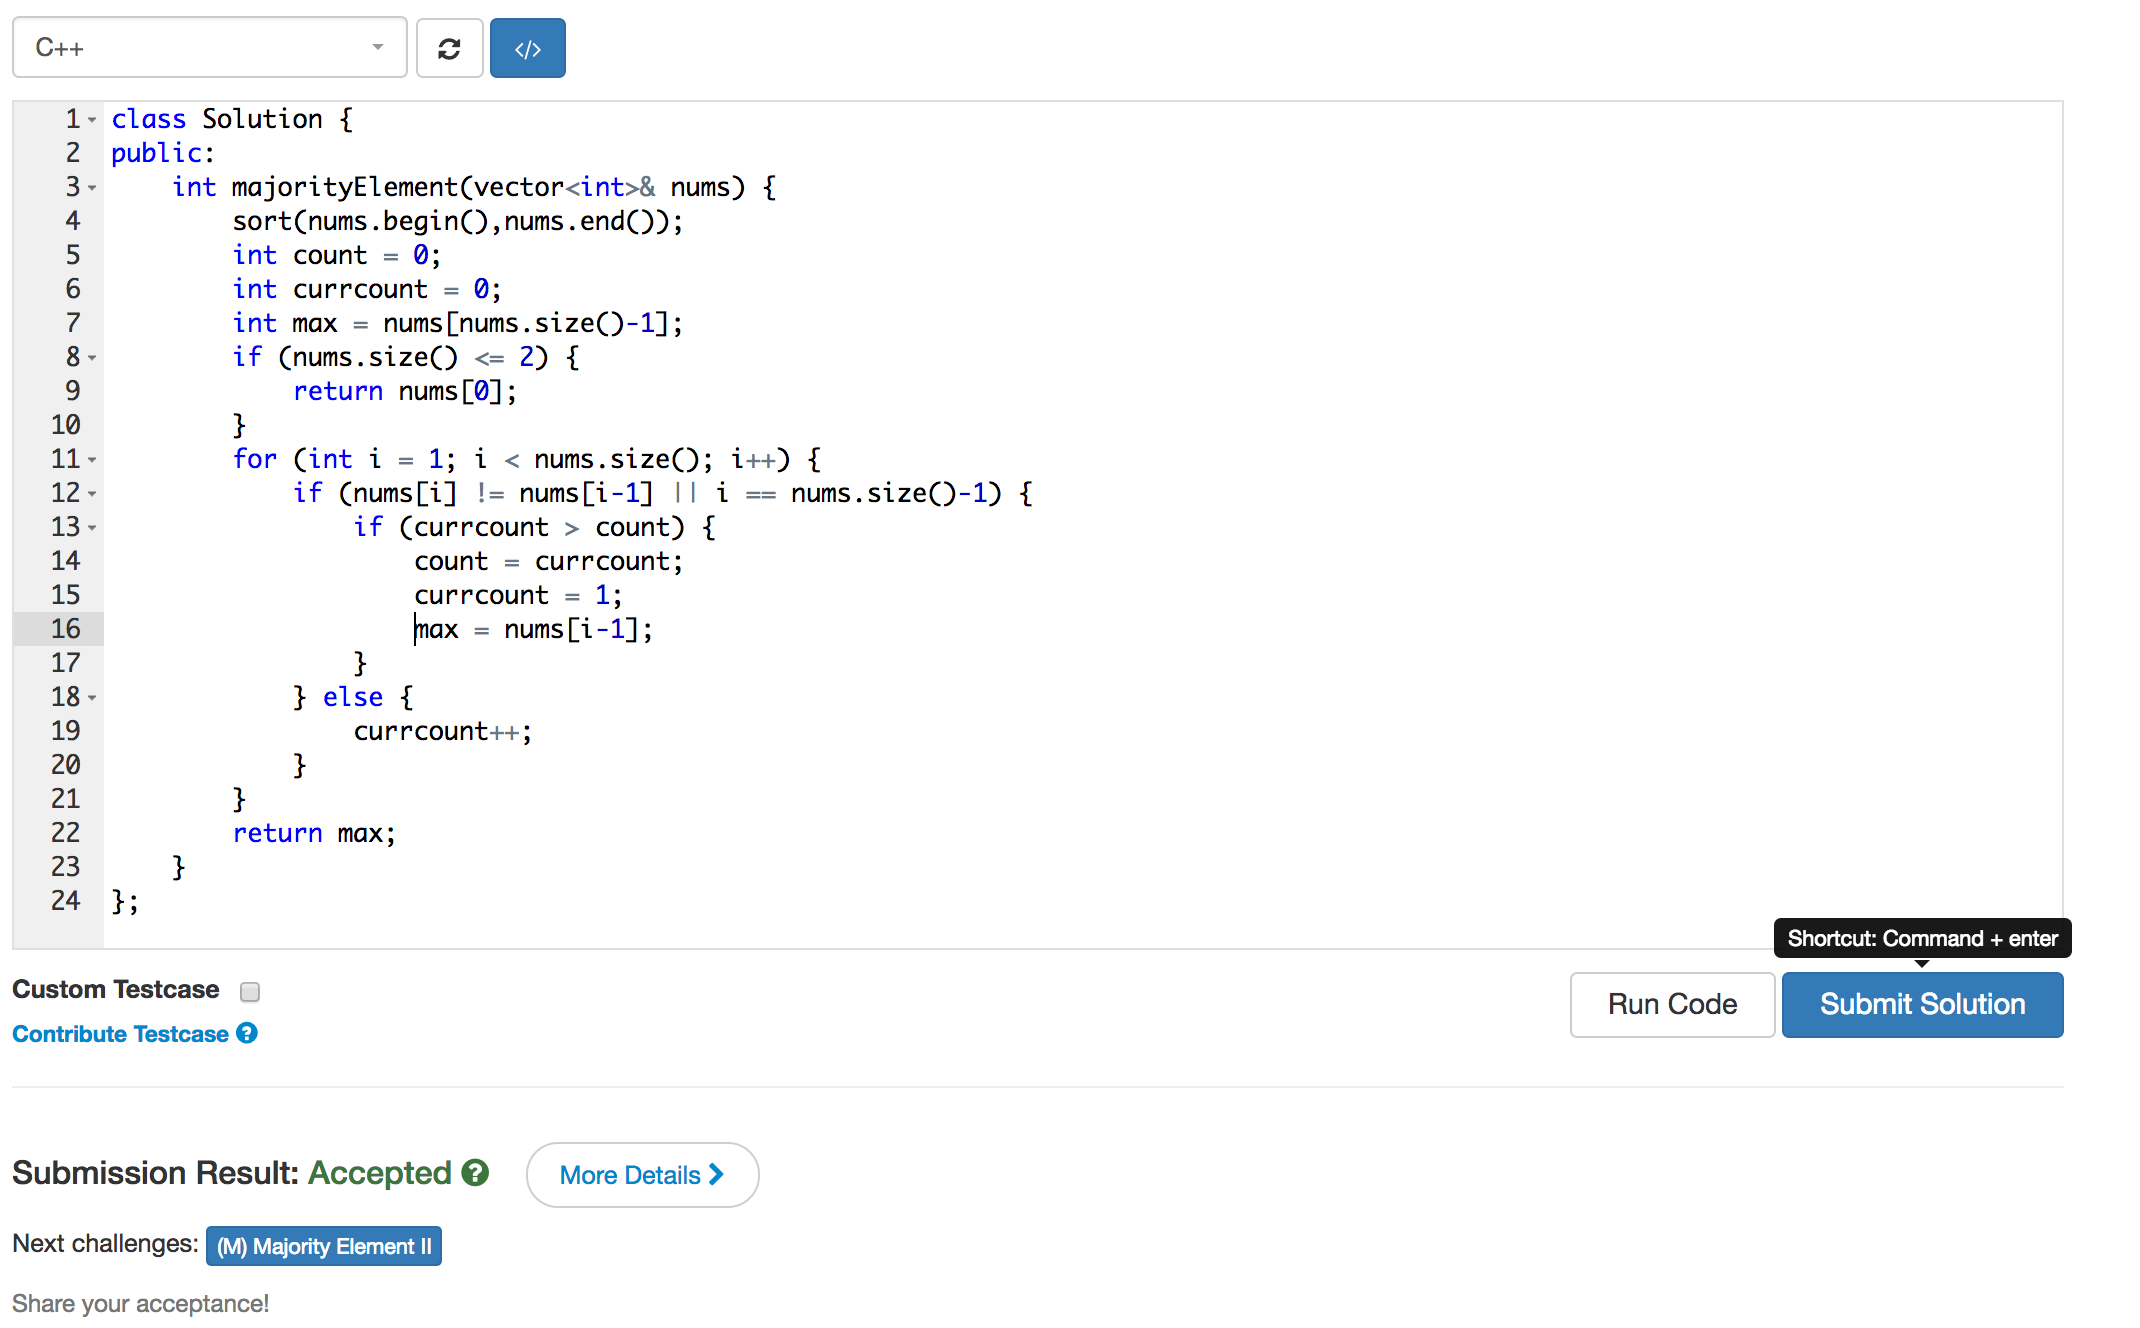 C++
</>
1 class Solution {
2 public:
3     int majorityElement(vector<int>& nums) {
4         sort(nums.begin(),nums.end());
5         int count = 0;
6         int currcount = 0;
7         int max = nums[nums.size()-1];
8         if (nums.size() <= 2) {
9             return nums[0];
10         }
11         for (int i = 1; i < nums.size(); i++) {
12             if (nums[i] != nums[i-1] || i == nums.size()-1) {
13                 if (currcount > count) {
14                     count = currcount;
15                     currcount = 1;
16                     max = nums[i-1];
17                 }
18             } else {
19                 currcount++;
20             }
21         }
22         return max;
23     }
24 };
Shortcut: Command + enter
Custom Testcase
Run Code
Submit Solution
Contribute Testcase ?
Submission Result: Accepted ?
More Details
Next challenges: (M) Majority Element II
Share your acceptance!